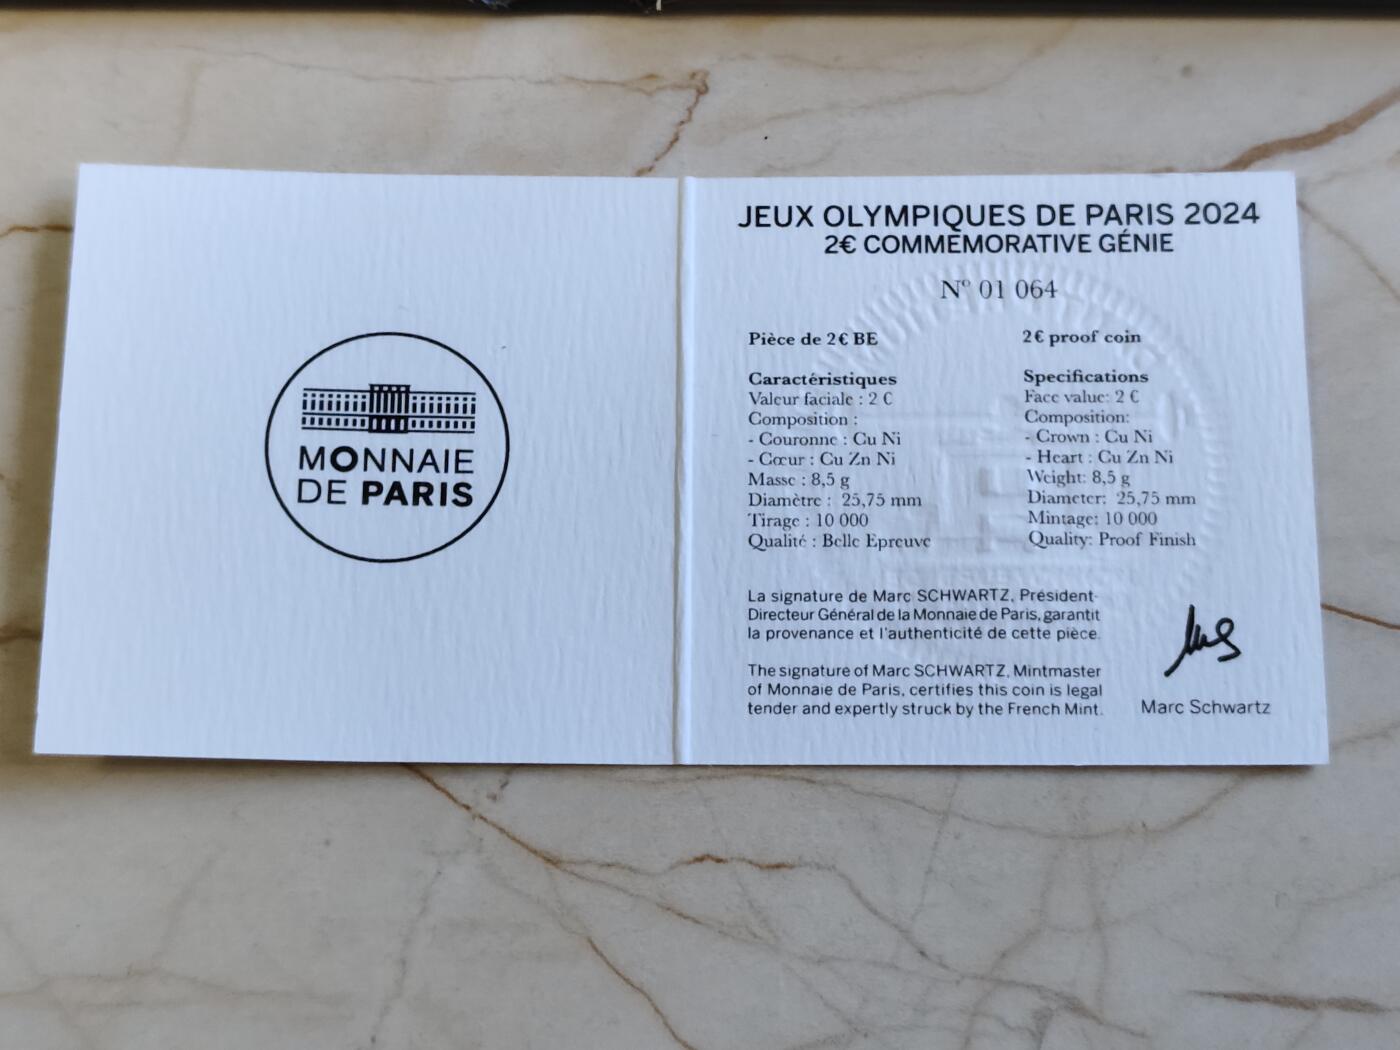 MONNAIE
DE PARIS
JEUX OLYMPIQUES DE PARIS 2024
2€ COMMEMORATIVE GÉNIE
N° 01 064
Pièce de 2€ BE
Caractéristiques
Valeur faciale : 2 €
Composition :
- Couronne : Cu Ni
- Cœur : Cu Zn Ni
Masse : 8,5 g
Diamètre : 25,75 mm
Tirage : 10 000
Qualité : Belle Epreuve
2€ proof coin
Specifications
Face value: 2 €
Composition:
- Crown : Cu Ni
- Heart : Cu Zn Ni
Weight: 8,5 g
Diameter: 25,75 mm
Mintage: 10 000
Quality: Proof Finish
La signature de Marc SCHWARTZ, Président-
Directeur Général de la Monnaie de Paris, garantit
la provenance et l'authenticité de cette pièce.
The signature of Marc SCHWARTZ, Mintmaster
of Monnaie de Paris, certifies this coin is legal
tender and expertly struck by the French Mint.
Marc Schwartz